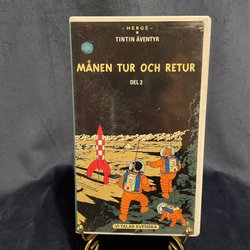 - HERGÉ -
TINTIN ÄVENTYR
MÅNEN TUR OCH RETUR
DEL 2
VI TALAR SVENSKA